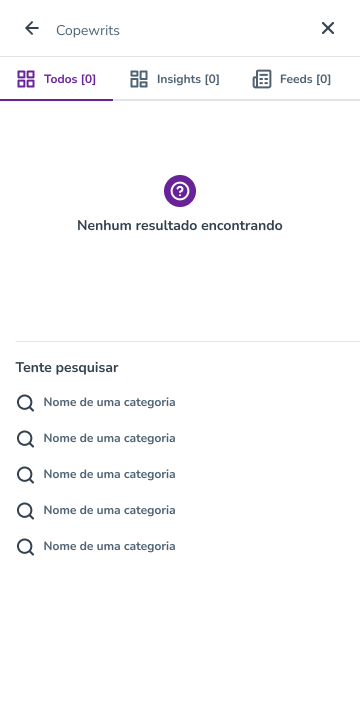 Copewrits
Todos [0] Insights [0] Feeds [0]
Nenhum resultado encontrando
Tente pesquisar
Nome de uma categoria
Nome de uma categoria
Nome de uma categoria
Nome de uma categoria
Nome de uma categoria